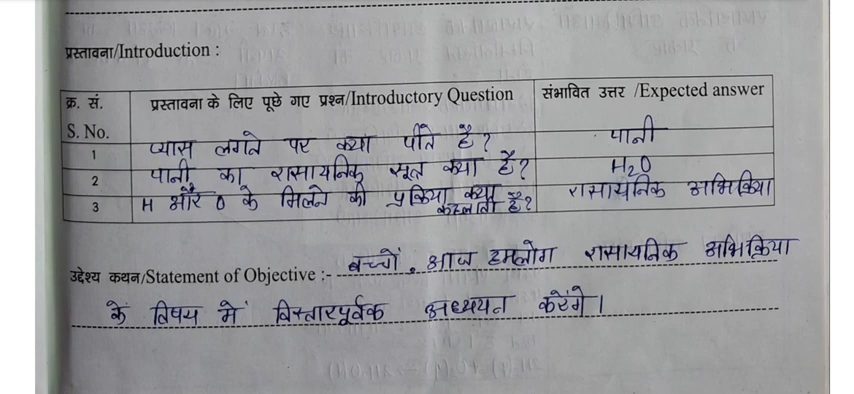 प्रस्तावना/Introduction :
क्र. सं. प्रस्तावना के लिए पूछे गए प्रश्न/Introductory Question संभावित उत्तर /Expected answer
S. No.
1 प्यास लगने पर क्या पीते है? पानी
2 पानी का रासायनिक सूत्र क्या है? H2O
3 H और O के मिलने की प्रक्रिया क्या कहलाती है? रासायनिक अभिक्रिया
उद्देश्य कथन/Statement of Objective :- बच्चों, आज हमलोग रासायनिक अभिक्रिया
के विषय में विस्तारपूर्वक अध्ययन करेंगे।